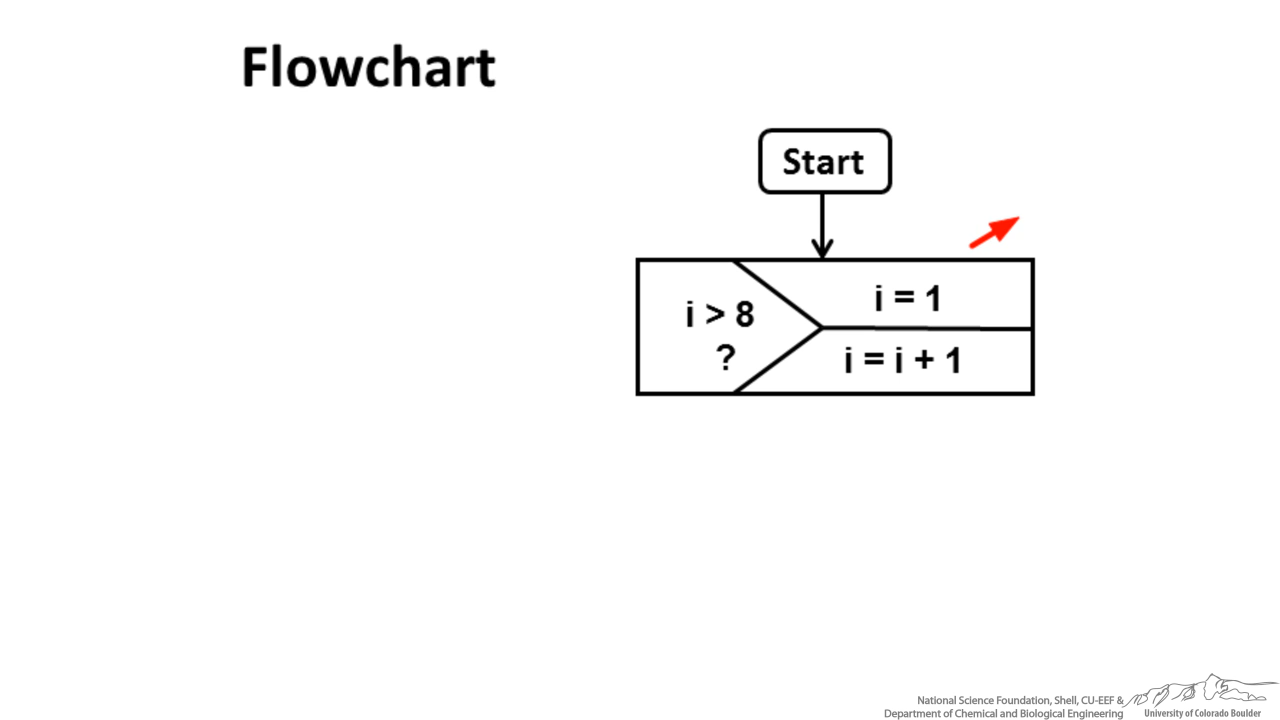 Flowchart
Start
i > 8
?
i = 1
i = i + 1
National Science Foundation, Shell, CU-EEF &
Department of Chemical and Biological Engineering
University of Colorado Boulder